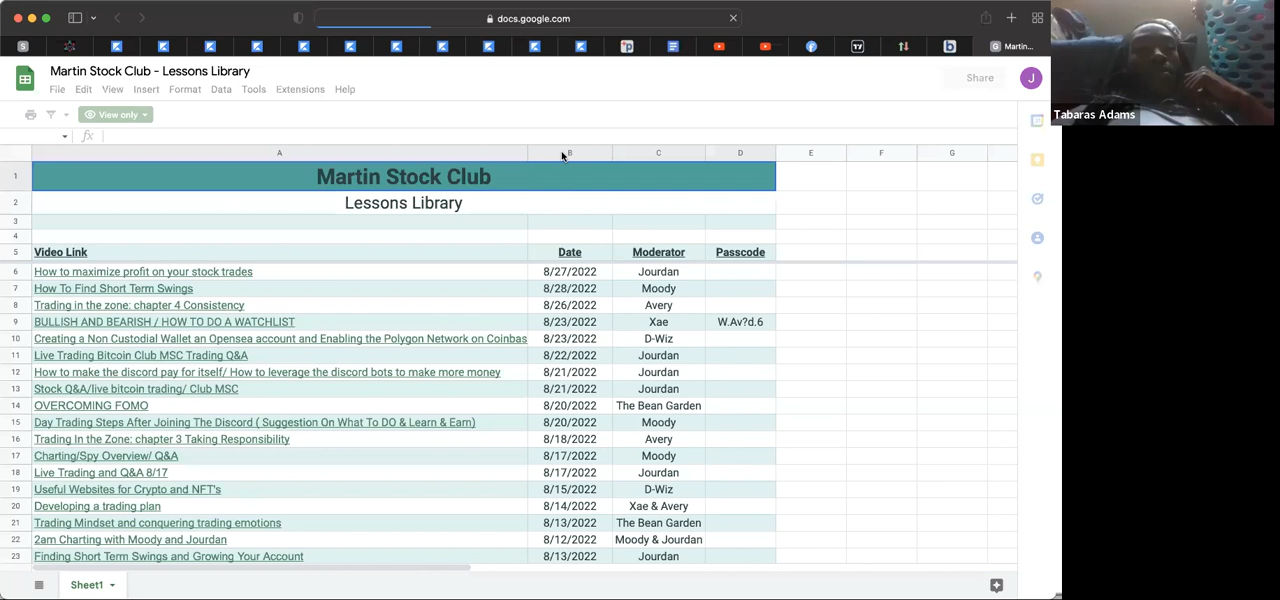 docs.google.com
Martin...
Martin Stock Club - Lessons Library
File Edit View Insert Format Data Tools Extensions Help
Share
J
Tabaras Adams
View only
fx
A B C D E F G
1 Martin Stock Club
2 Lessons Library
3
4
5 Video Link Date Moderator Passcode
6 How to maximize profit on your stock trades 8/27/2022 Jourdan
7 How To Find Short Term Swings 8/28/2022 Moody
8 Trading in the zone: chapter 4 Consistency 8/26/2022 Avery
9 BULLISH AND BEARISH / HOW TO DO A WATCHLIST 8/23/2022 Xae W.Av?d.6
10 Creating a Non Custodial Wallet an Opensea account and Enabling the Polygon Network on Coinbas 8/23/2022 D-Wiz
11 Live Trading Bitcoin Club MSC Trading Q&A 8/22/2022 Jourdan
12 How to make the discord pay for itself/ How to leverage the discord bots to make more money 8/21/2022 Jourdan
13 Stock Q&A/live bitcoin trading/ Club MSC 8/21/2022 Jourdan
14 OVERCOMING FOMO 8/20/2022 The Bean Garden
15 Day Trading Steps After Joining The Discord ( Suggestion On What To DO & Learn & Earn) 8/20/2022 Moody
16 Trading In the Zone: chapter 3 Taking Responsibility 8/18/2022 Avery
17 Charting/Spy Overview/ Q&A 8/17/2022 Moody
18 Live Trading and Q&A 8/17 8/17/2022 Jourdan
19 Useful Websites for Crypto and NFT's 8/15/2022 D-Wiz
20 Developing a trading plan 8/14/2022 Xae & Avery
21 Trading Mindset and conquering trading emotions 8/13/2022 The Bean Garden
22 2am Charting with Moody and Jourdan 8/12/2022 Moody & Jourdan
23 Finding Short Term Swings and Growing Your Account 8/13/2022 Jourdan
Sheet1